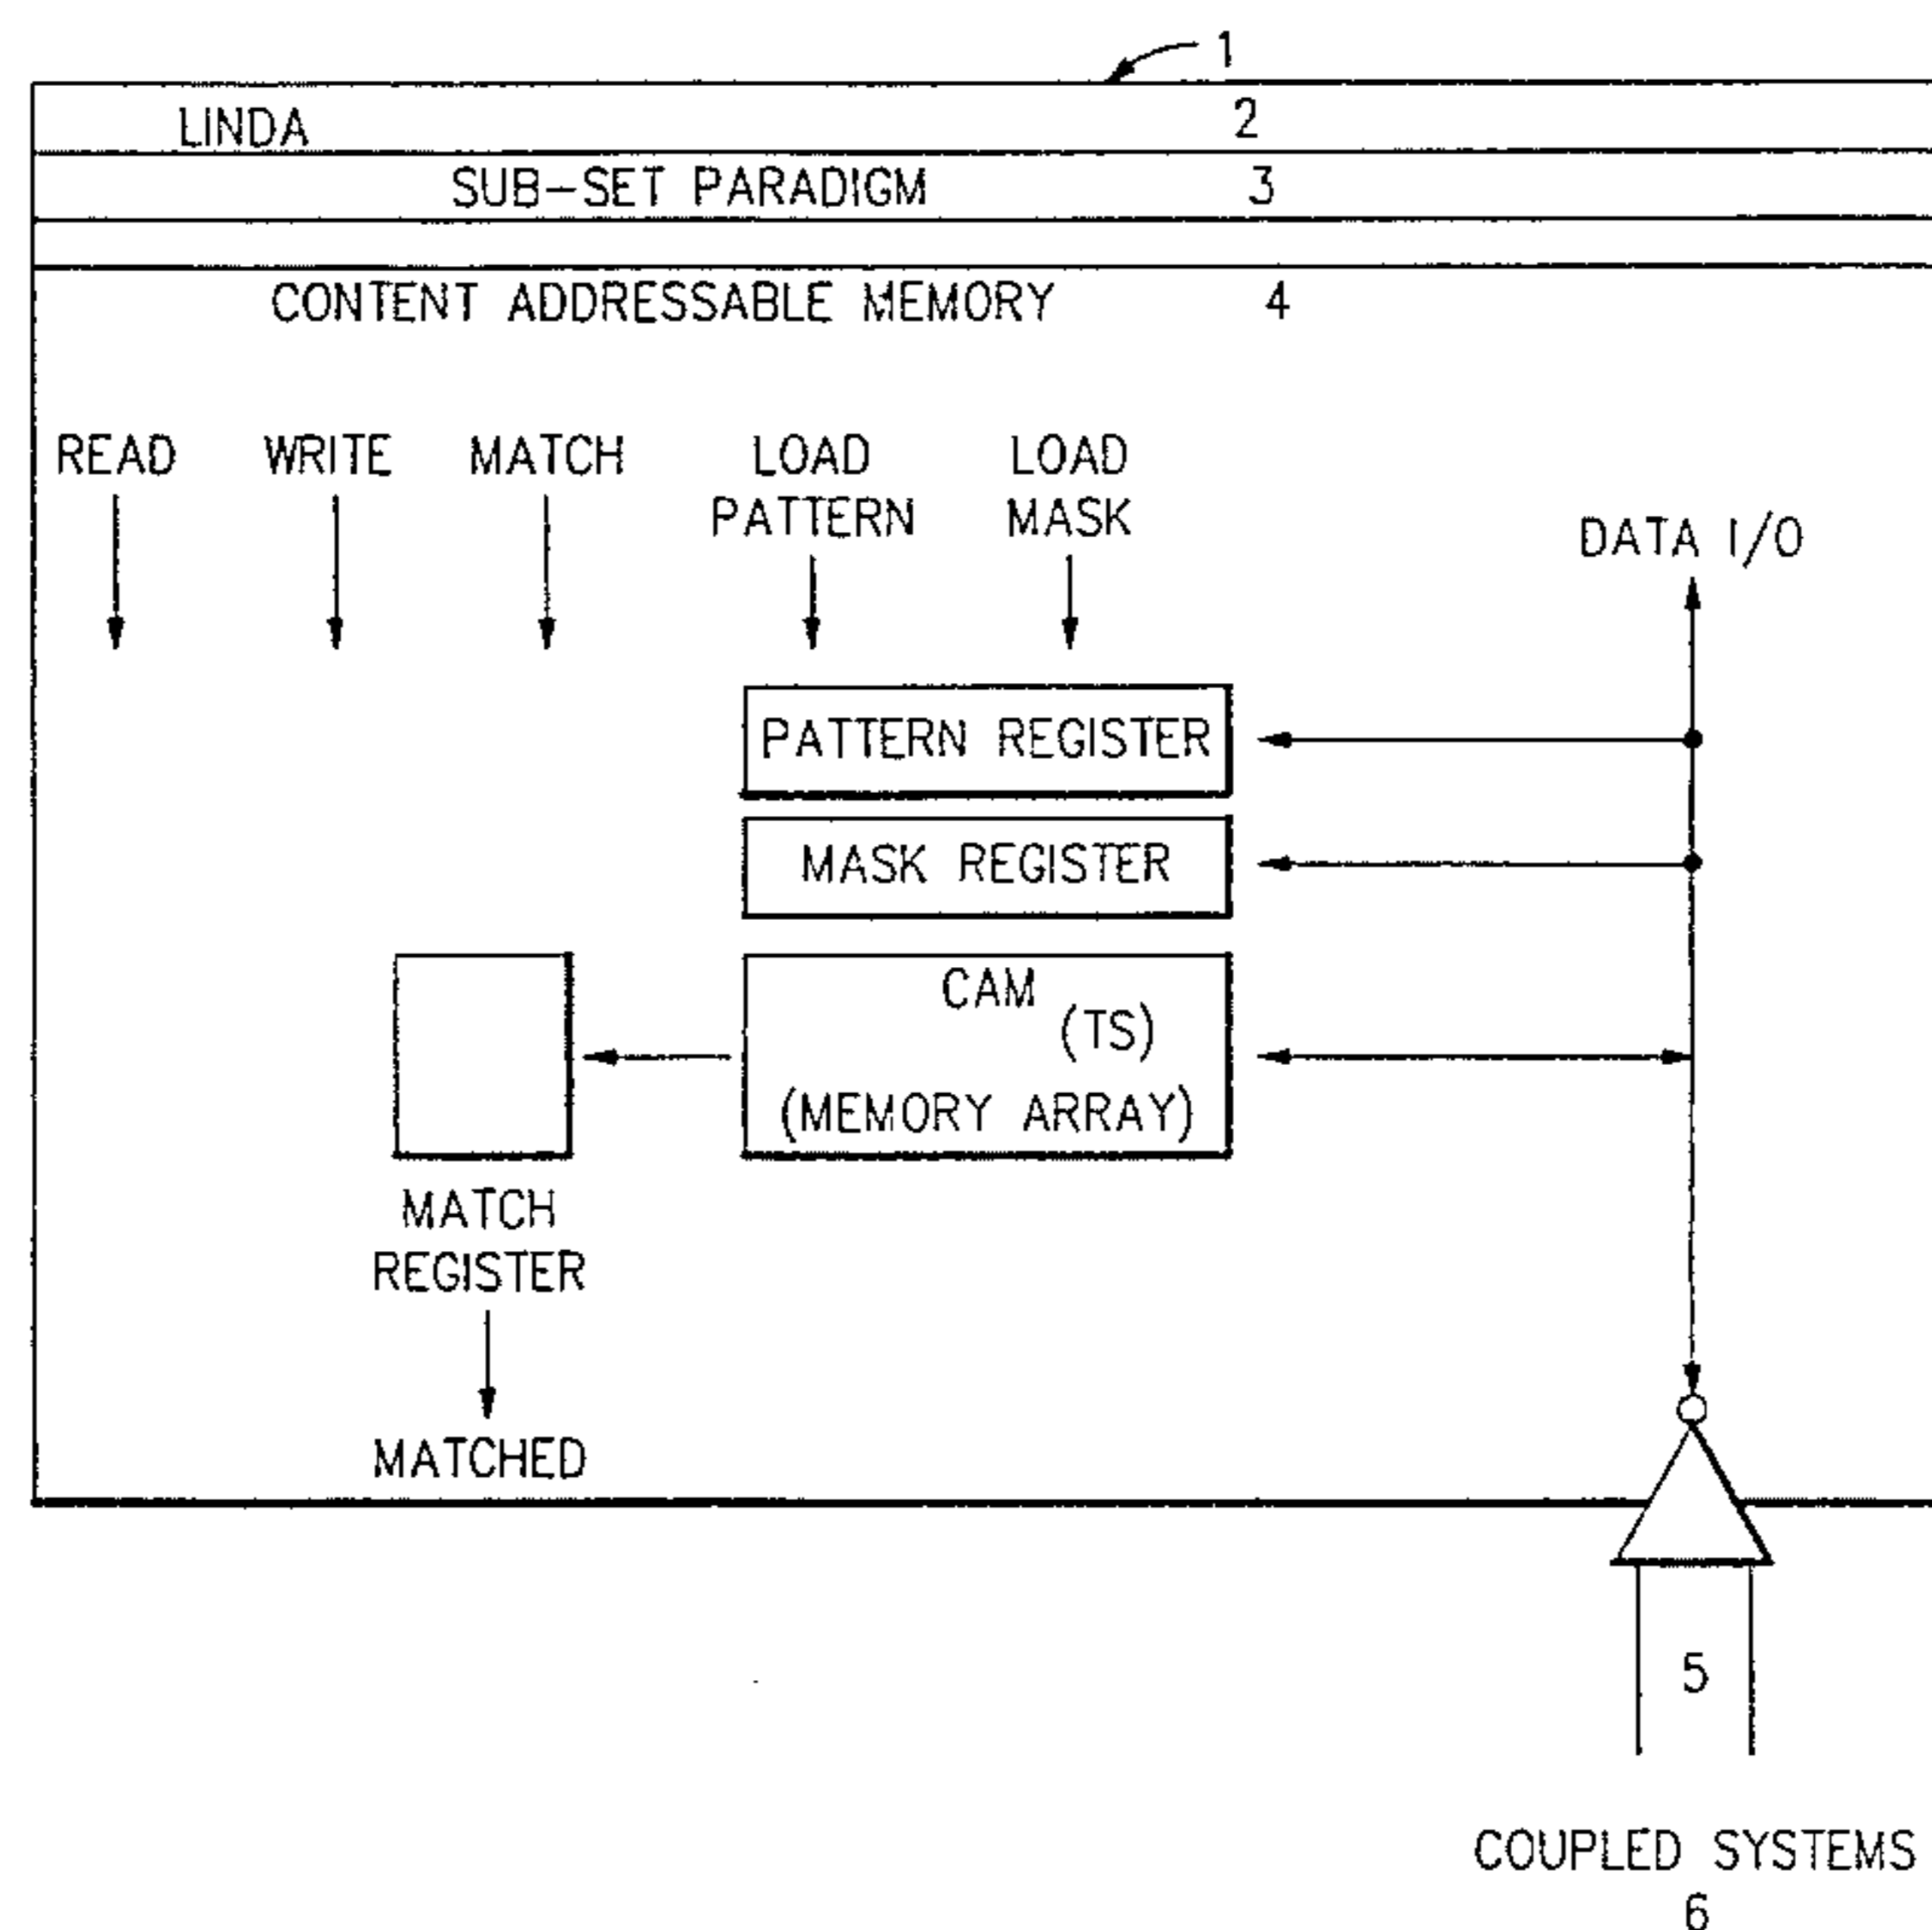 1
LINDA 2
SUB-SET PARADIGM 3
CONTENT ADDRESSABLE MEMORY 4
READ WRITE MATCH LOAD PATTERN LOAD MASK
DATA I/O
PATTERN REGISTER
MASK REGISTER
CAM
(TS)
(MEMORY ARRAY)
MATCH
REGISTER
MATCHED
5
COUPLED SYSTEMS
6